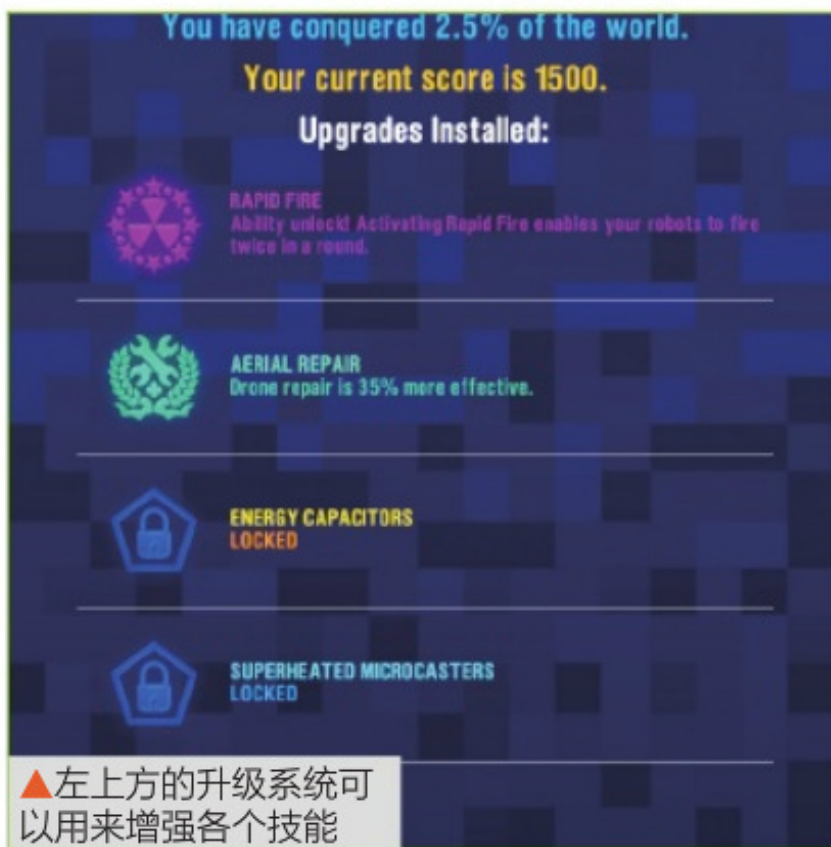 You have conquered 2.5% of the world.
Your current score is 1500.
Upgrades Installed:
RAPID FIRE
Ability unlock! Activating Rapid Fire enables your robots to fire
twice in a round.
AERIAL REPAIR
Drone repair is 35% more effective.
ENERGY CAPACITORS
LOCKED
SUPERHEATED MICROCASTERS
LOCKED
▲左上方的升级系统可
以用来增强各个技能